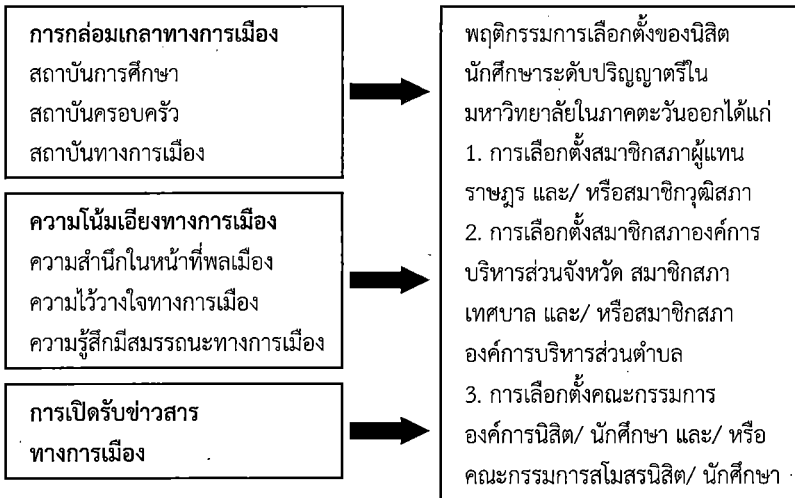 การกล่อมเกลาทางการเมือง
สถาบันการศึกษา
สถาบันครอบครัว
สถาบันทางการเมือง
ความโน้มเอียงทางการเมือง
ความสำนึกในหน้าที่พลเมือง
ความไว้วางใจทางการเมือง
ความรู้สึกมีสมรรถนะทางการเมือง
การเปิดรับข่าวสาร
ทางการเมือง
พฤติกรรมการเลือกตั้งของนิสิต
นักศึกษาระดับปริญญาตรีใน
มหาวิทยาลัยในภาคตะวันออกได้แก่
1. การเลือกตั้งสมาชิกสภาผู้แทน
ราษฎร และ/ หรือสมาชิกวุฒิสภา
2. การเลือกตั้งสมาชิกสภาองค์การ
บริหารส่วนจังหวัด สมาชิกสภา
เทศบาล และ/ หรือสมาชิกสภา
องค์การบริหารส่วนตำบล
3. การเลือกตั้งคณะกรรมการ
องค์การนิสิต/ นักศึกษา และ/ หรือ
คณะกรรมการสโมสรนิสิต/ นักศึกษา